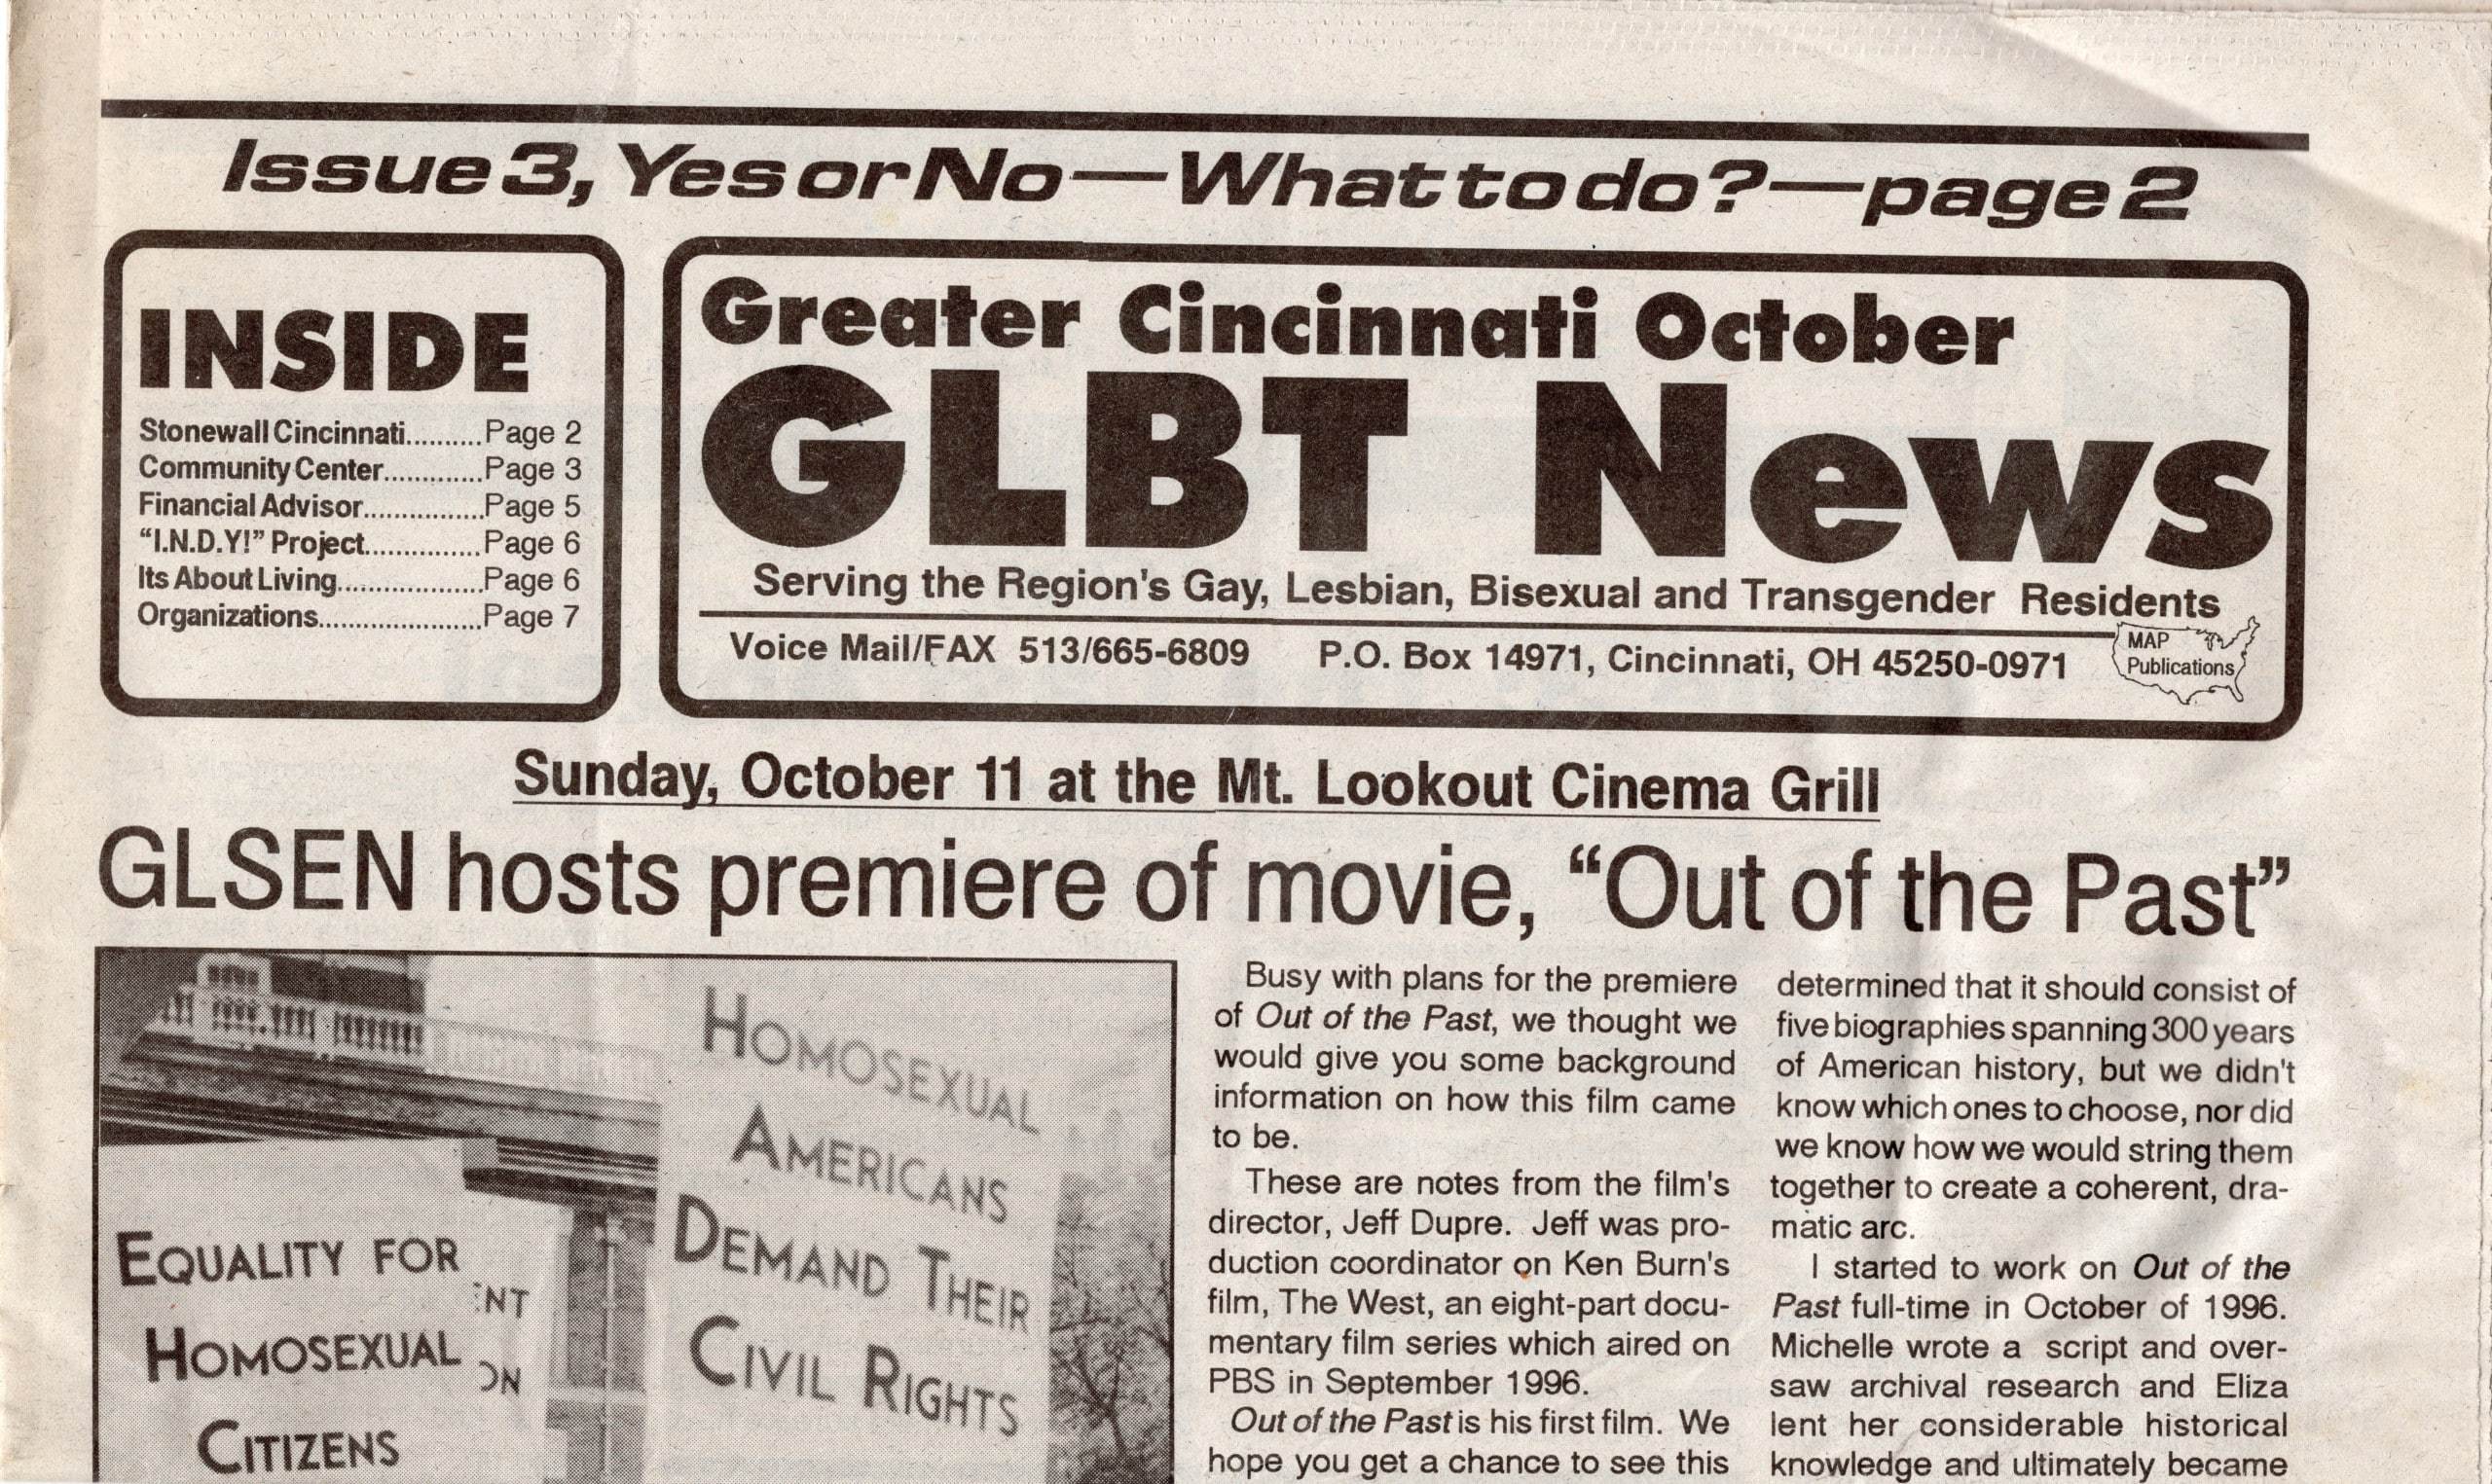 Issue 3, Yes or No—What to do?—page 2
INSIDE
Stonewall Cincinnati..........Page 2
Community Center.............Page 3
Financial Advisor................Page 5
“I.N.D.Y!” Project...............Page 6
Its About Living...................Page 6
Organizations......................Page 7
Greater Cincinnati October
GLBT News
Serving the Region's Gay, Lesbian, Bisexual and Transgender Residents
Voice Mail/FAX 513/665-6809 P.O. Box 14971, Cincinnati, OH 45250-0971
MAP
Publications
Sunday, October 11 at the Mt. Lookout Cinema Grill
GLSEN hosts premiere of movie, “Out of the Past”
EQUALITY FOR
HOMOSEXUAL
CITIZENS
NT
ON
HOMOSEXUAL
AMERICANS
DEMAND THEIR
CIVIL RIGHTS
Busy with plans for the premiere
of Out of the Past, we thought we
would give you some background
information on how this film came
to be.
These are notes from the film's
director, Jeff Dupre. Jeff was pro-
duction coordinator on Ken Burn's
film, The West, an eight-part docu-
mentary film series which aired on
PBS in September 1996.
Out of the Past is his first film. We
hope you get a chance to see this
determined that it should consist of
five biographies spanning 300 years
of American history, but we didn't
know which ones to choose, nor did
we know how we would string them
together to create a coherent, dra-
matic arc.
I started to work on Out of the
Past full-time in October of 1996.
Michelle wrote a script and over-
saw archival research and Eliza
lent her considerable historical
knowledge and ultimately became